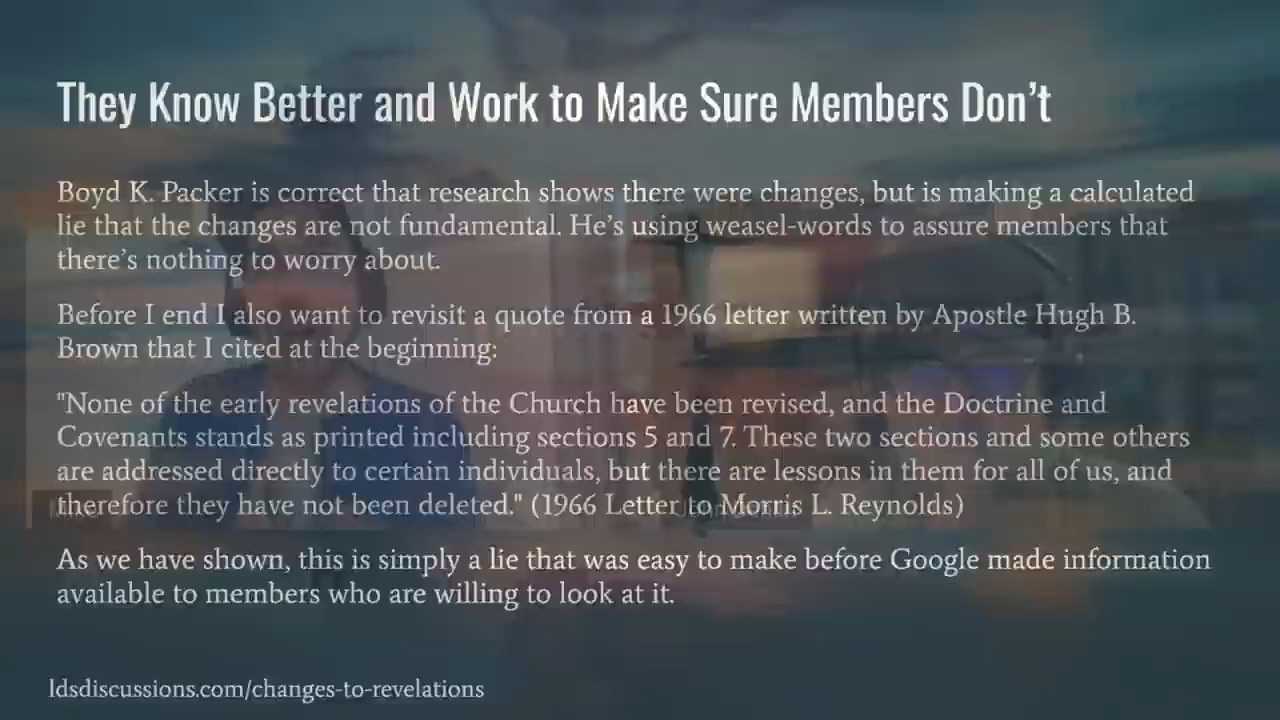 They Know Better and Work to Make Sure Members Don't
Boyd K. Packer is correct that research shows there were changes, but is making a calculated
lie that the changes are not fundamental. He's using weasel-words to assure members that
there's nothing to worry about.
Before I end I also want to revisit a quote from a 1966 letter written by Apostle Hugh B.
Brown that I cited at the beginning:
"None of the early revelations of the Church have been revised, and the Doctrine and
Covenants stands as printed including sections 5 and 7. These two sections and some others
are addressed directly to certain individuals, but there are lessons in them for all of us, and
therefore they have not been deleted." (1966 Letter to Morris L. Reynolds)
As we have shown, this is simply a lie that was easy to make before Google made information
available to members who are willing to look at it.
ldsdiscussions.com/changes-to-revelations